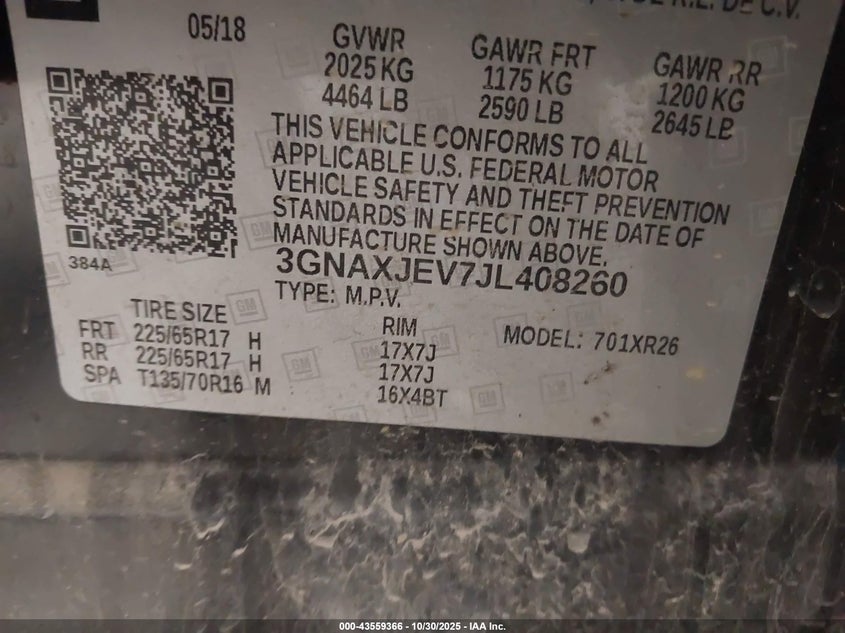 DE C.V.
05/18
GVWR
2025 KG
4464 LB
GAWR FRT
1175 KG
2590 LB
GAWR RR
1200 KG
2645 LB
THIS VEHICLE CONFORMS TO ALL
APPLICABLE U.S. FEDERAL MOTOR
VEHICLE SAFETY AND THEFT PREVENTION
STANDARDS IN EFFECT ON THE DATE OF
MANUFACTURE SHOWN ABOVE.
384A
3GNAXJEV7JL408260
TYPE: M.P.V.
TIRE SIZE RIM MODEL: 701XR26
FRT 225/65R17 H 17X7J
RR 225/65R17 H 17X7J
SPA T135/70R16 M 16X4BT
000-43559366 - 10/30/2025 - IAA Inc.